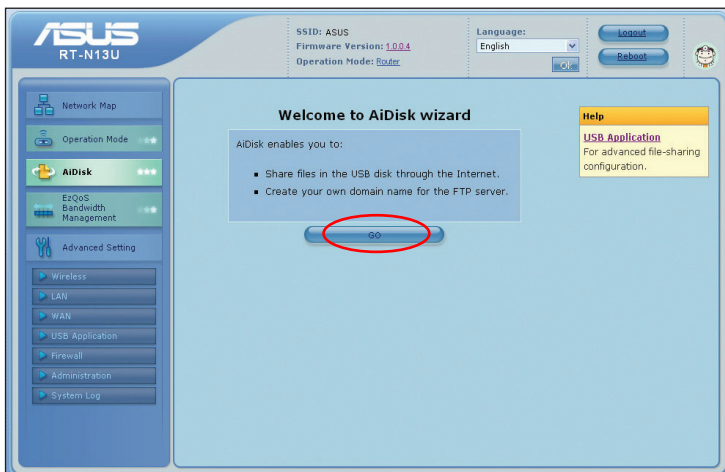 ASUS
RT-N13U
SSID: ASUS
Firmware Version: 1.0.0.4
Operation Mode: Router
Language:
English
Ok
Logout
Reboot
Network Map
Operation Mode
AiDisk
EzQoS
Bandwidth
Management
Advanced Setting
Wireless
LAN
WAN
USB Application
Firewall
Administration
System Log
Welcome to AiDisk wizard
AiDisk enables you to:
Share files in the USB disk through the Internet.
Create your own domain name for the FTP server.
GO
Help
USB Application
For advanced file-sharing
configuration.